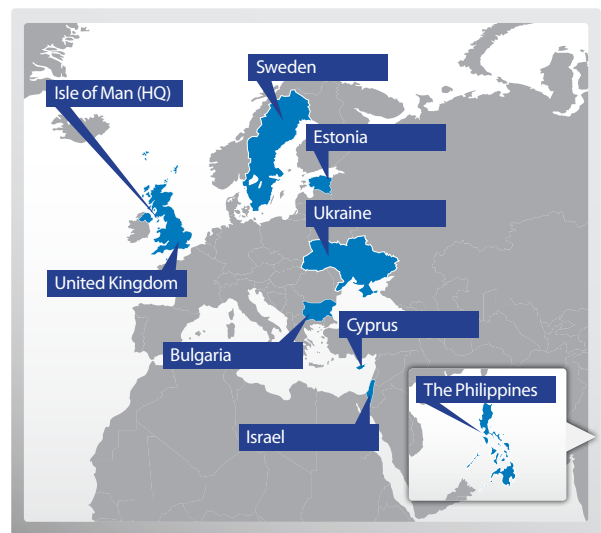 Sweden
Isle of Man (HQ)
Estonia
Ukraine
United Kingdom
Cyprus
Bulgaria
The Philippines
Israel